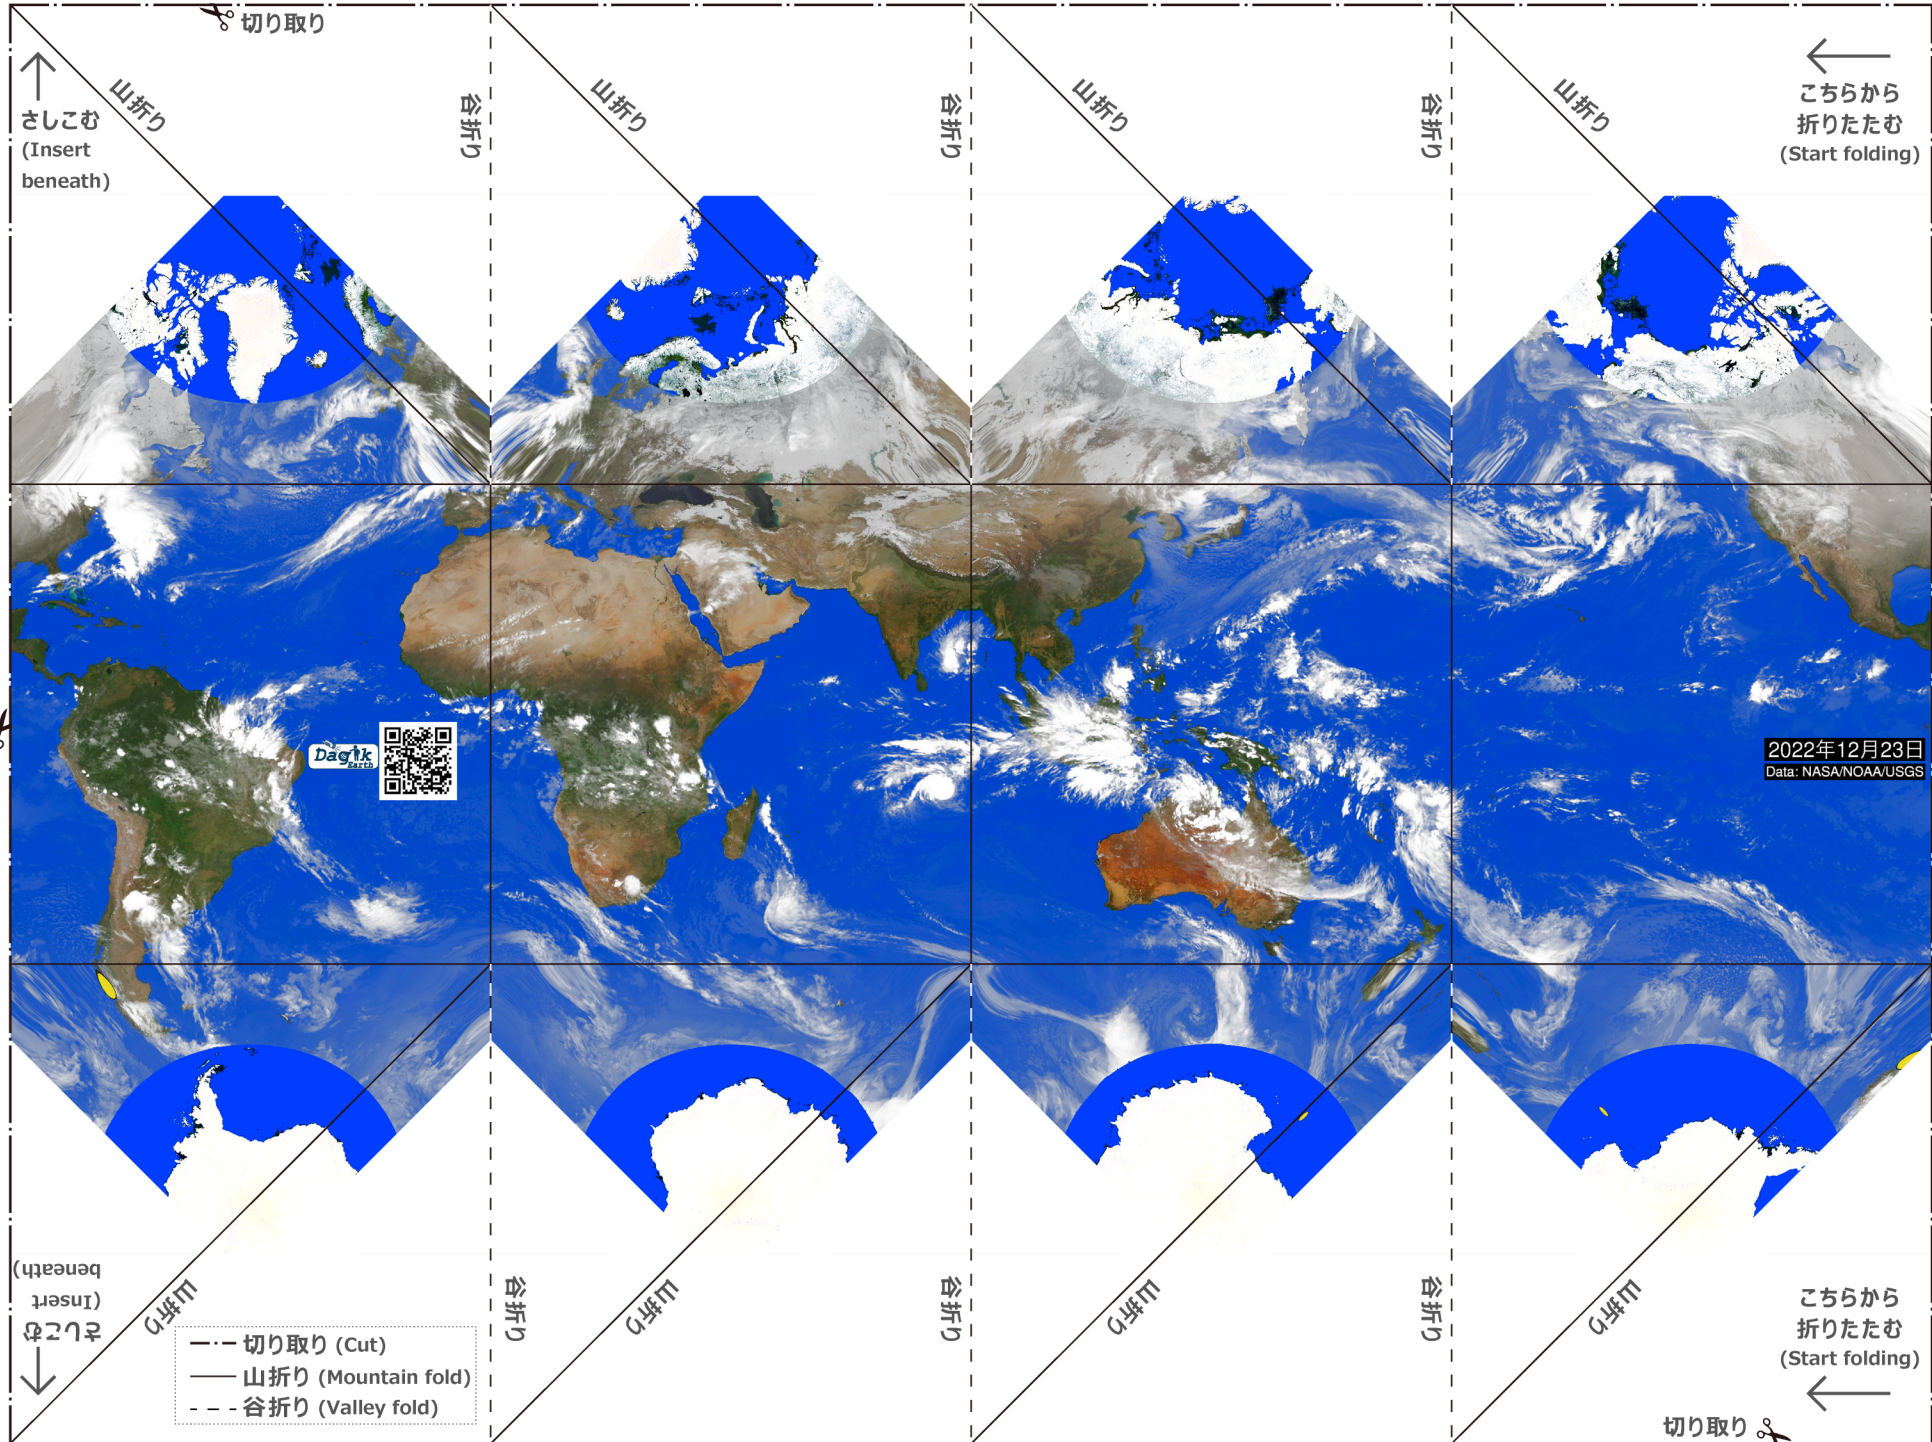 切り取り
さしこむ
(Insert
beneath)
山折り
谷折り
山折り
谷折り
山折り
谷折り
山折り
こちらから
折りたたむ
(Start folding)
Dagik
Earth
2022年12月23日
Data: NASA/NOAA/USGS
さしこむ
(Insert
beneath)
山折り
谷折り
山折り
谷折り
山折り
谷折り
山折り
こちらから
折りたたむ
(Start folding)
切り取り (Cut)
山折り (Mountain fold)
谷折り (Valley fold)
切り取り